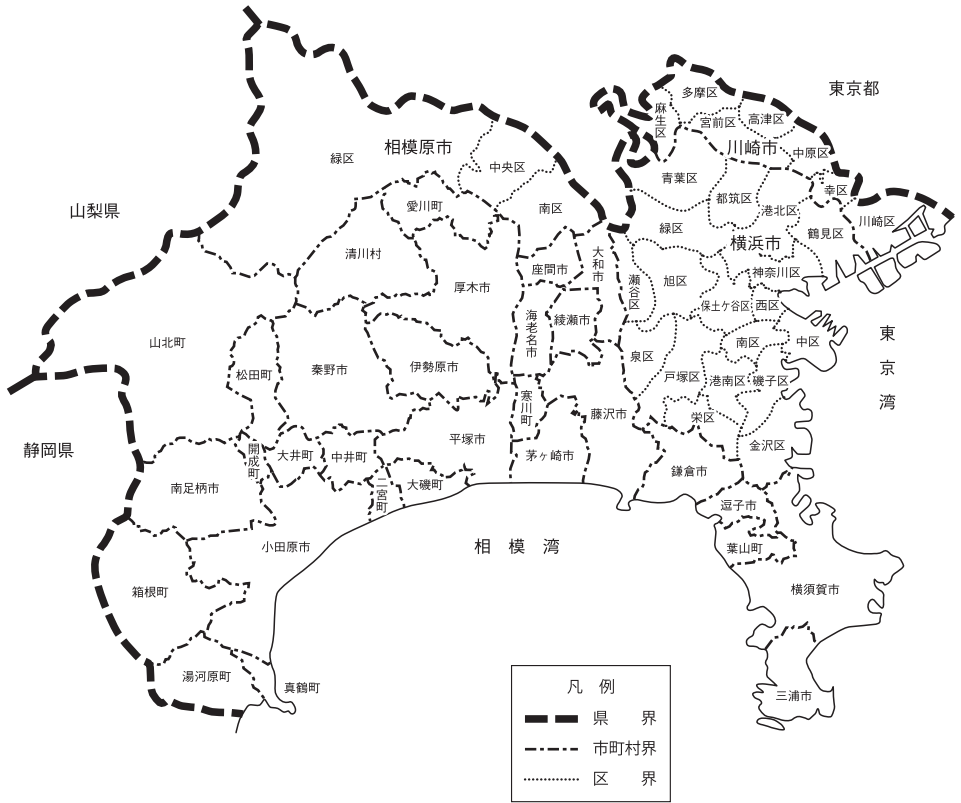 東京都
多摩区
麻生区
宮前区
高津区
川崎市
中原区
幸区
川崎区
相模原市
緑区
中央区
南区
山梨県
愛川町
清川村
青葉区
都筑区
港北区
鶴見区
緑区
横浜市
神奈川区
厚木市
座間市
大和市
瀬谷区
旭区
保土ケ谷区
西区
海老名市
綾瀬市
東京湾
山北町
松田町
秦野市
伊勢原市
泉区
南区
中区
戸塚区
港南区
磯子区
寒川町
藤沢市
栄区
金沢区
静岡県
開成町
大井町
中井町
平塚市
茅ヶ崎市
鎌倉市
南足柄市
二宮町
大磯町
逗子市
小田原市
相模湾
葉山町
箱根町
横須賀市
湯河原町
真鶴町
三浦市
凡 例
県 界
市町村界
区 界